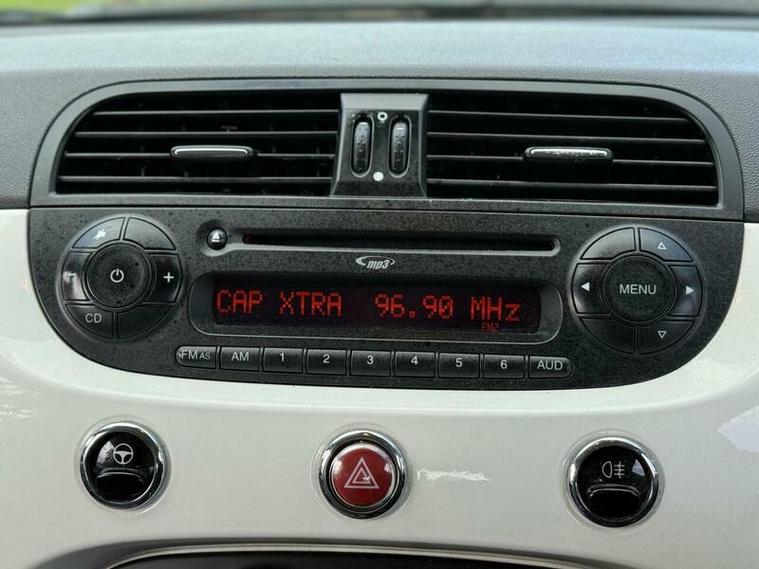 mp3
CAP XTRA 96.90 MHz
FM2
+
CD
MENU
FM AS AM 1 2 3 4 5 6 AUD